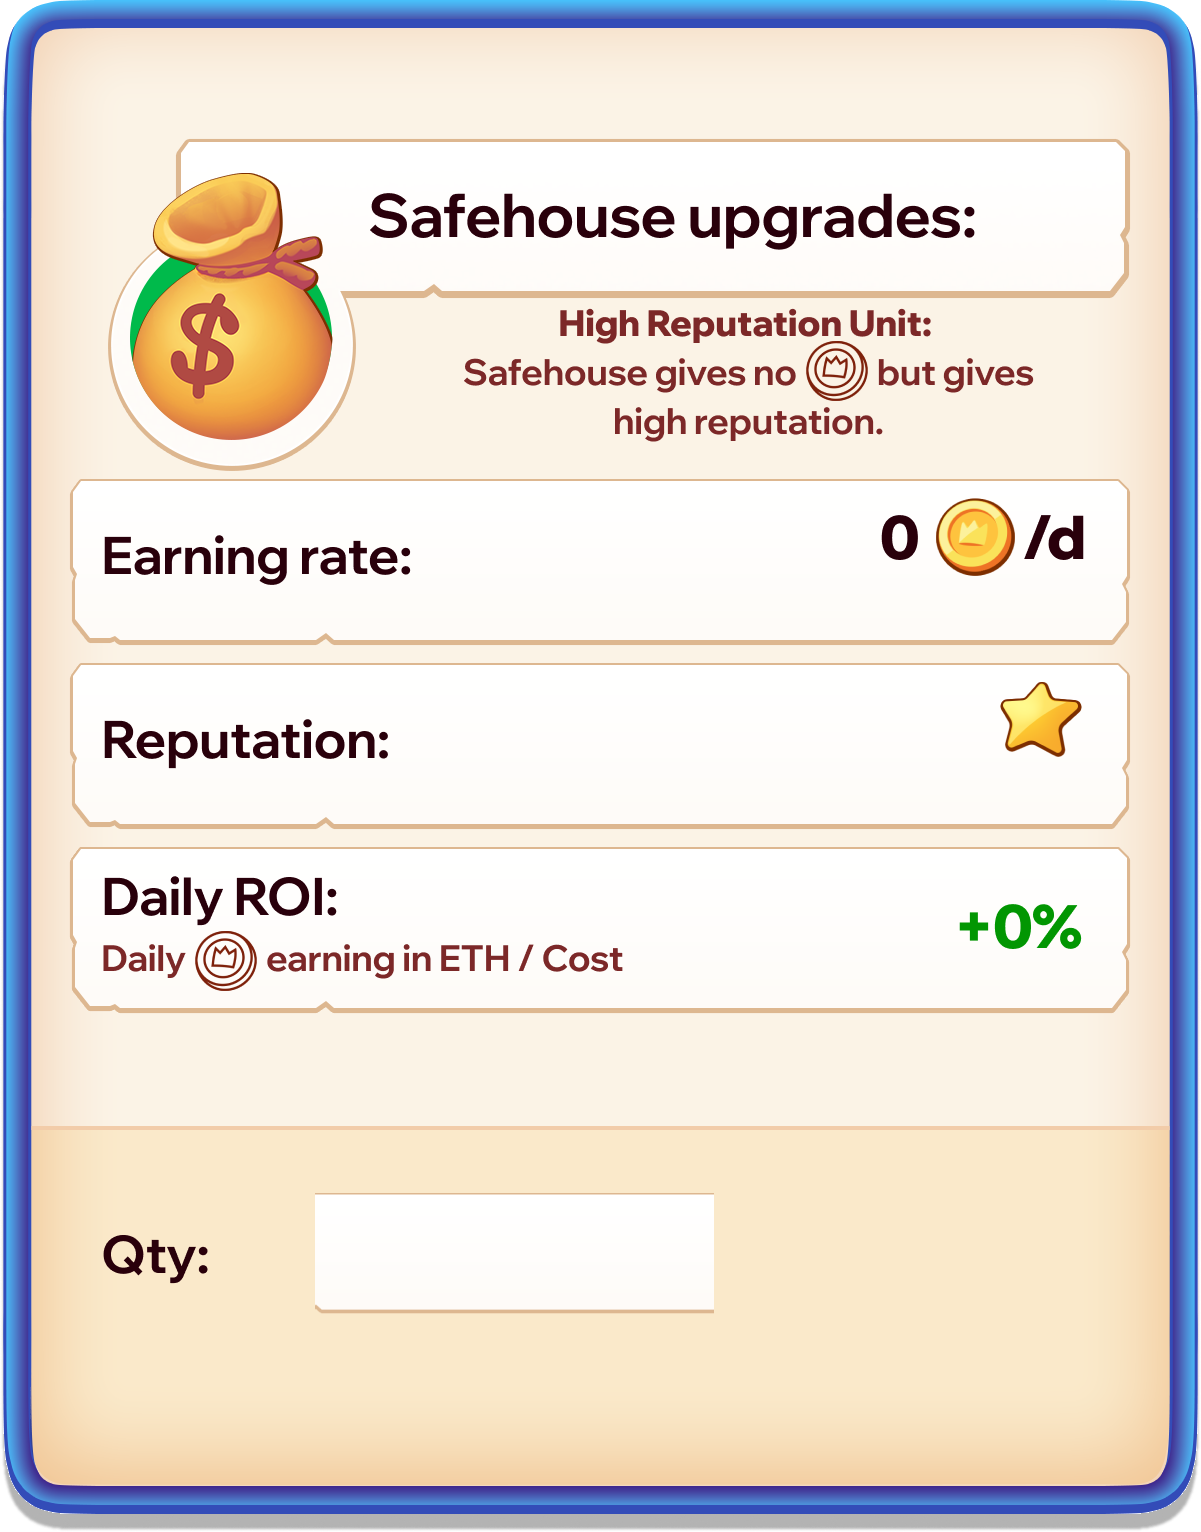 Safehouse upgrades:
$
High Reputation Unit:
Safehouse gives no but gives
high reputation.
Earning rate:
0 /d
Reputation:
Daily ROI:
+0%
Daily earning in ETH / Cost
Qty: